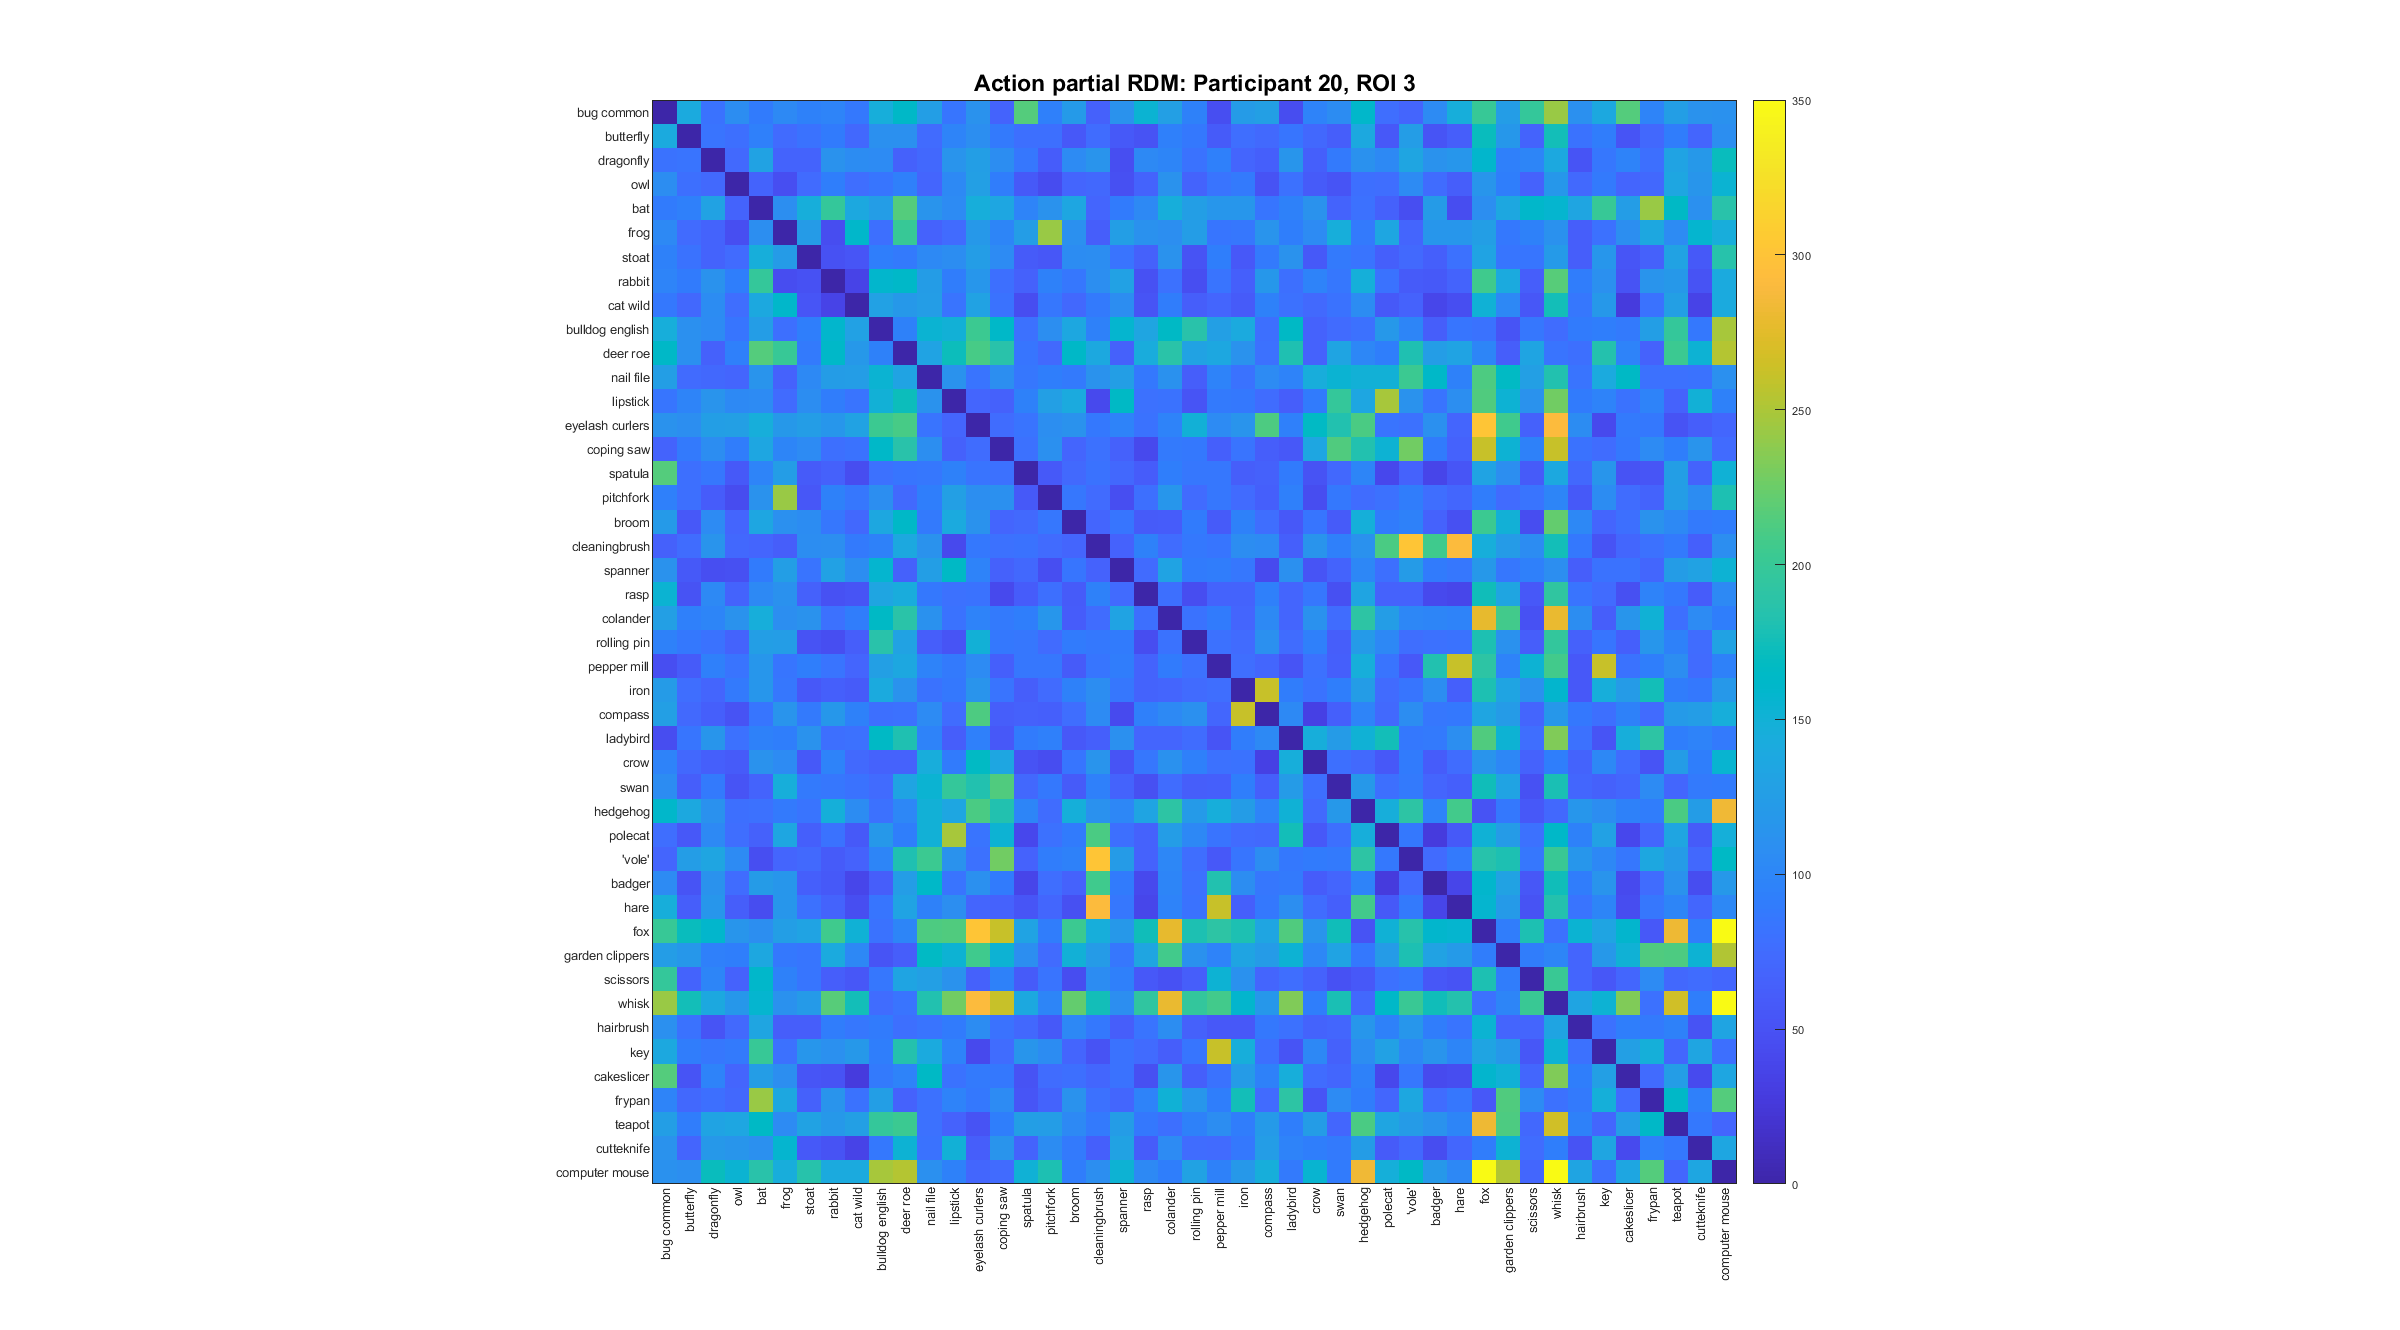 Action partial RDM: Participant 20, ROI 3
bug common
butterfly
dragonfly
owl
bat
frog
stoat
rabbit
cat wild
bulldog english
deer roe
nail file
lipstick
eyelash curlers
coping saw
spatula
pitchfork
broom
cleaningbrush
spanner
rasp
colander
rolling pin
pepper mill
iron
compass
ladybird
crow
swan
hedgehog
polecat
'vole'
badger
hare
fox
garden clippers
scissors
whisk
hairbrush
key
cakeslicer
frypan
teapot
cutteknife
computer mouse
bug common
butterfly
dragonfly
owl
bat
frog
stoat
rabbit
cat wild
bulldog english
deer roe
nail file
lipstick
eyelash curlers
coping saw
spatula
pitchfork
broom
cleaningbrush
spanner
rasp
colander
rolling pin
pepper mill
iron
compass
ladybird
crow
swan
hedgehog
polecat
'vole'
badger
hare
fox
garden clippers
scissors
whisk
hairbrush
key
cakeslicer
frypan
teapot
cutteknife
computer mouse
350
300
250
200
150
100
50
0